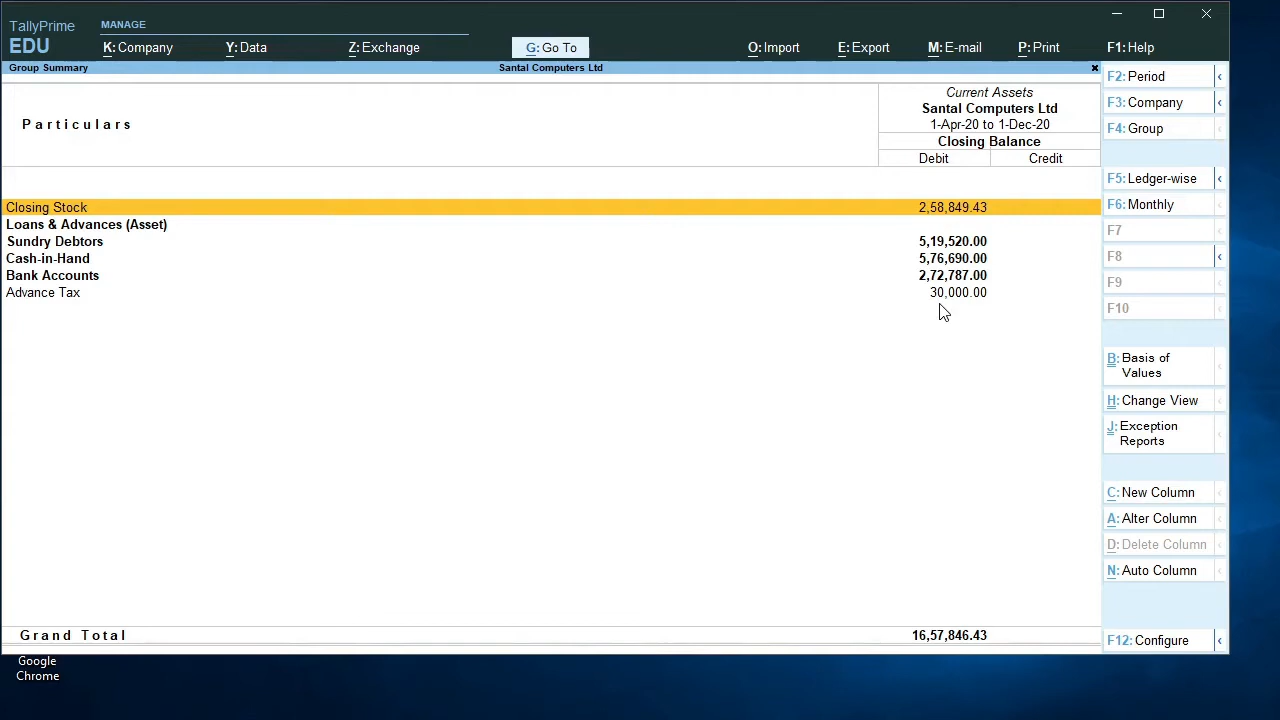 TallyPrime
MANAGE
EDU
K: Company
Y: Data
Z: Exchange
G: Go To
O: Import
E: Export
M: E-mail
P: Print
F1: Help
Group Summary
Santal Computers Ltd
F2: Period
F3: Company
F4: Group
F5: Ledger-wise
F6: Monthly
F7
F8
F9
F10
B: Basis of
Values
H: Change View
J: Exception
Reports
C: New Column
A: Alter Column
D: Delete Column
N: Auto Column
F12: Configure
Particulars
Current Assets
Santal Computers Ltd
1-Apr-20 to 1-Dec-20
Closing Balance
Debit Credit
Closing Stock 2,58,849.43
Loans & Advances (Asset)
Sundry Debtors 5,19,520.00
Cash-in-Hand 5,76,690.00
Bank Accounts 2,72,787.00
Advance Tax 30,000.00
Grand Total 16,57,846.43
Google
Chrome